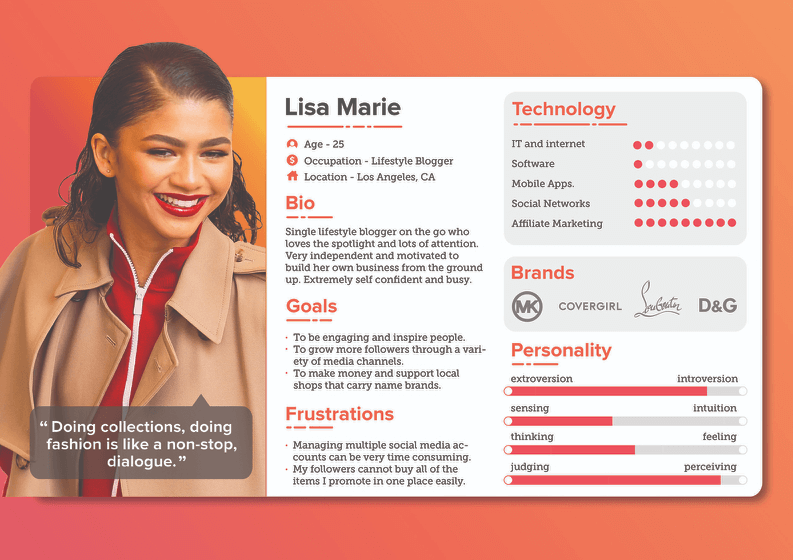 Lisa Marie
Age - 25
Occupation - Lifestyle Blogger
Location - Los Angeles, CA
Bio
Single lifestyle blogger on the go who
loves the spotlight and lots of attention.
Very independent and motivated to
build her own business from the ground
up. Extremely self confident and busy.
Goals
· To be engaging and inspire people.
· To grow more followers through a vari-
ety of media channels.
· To make money and support local
shops that carry name brands.
Frustrations
· Managing multiple social media ac-
counts can be very time consuming.
· My followers cannot buy all of the
items I promote in one place easily.
“Doing collections, doing
fashion is like a non-stop,
dialogue.”
Technology
IT and internet
Software
Mobile Apps.
Social Networks
Affiliate Marketing
Brands
MK COVERGIRL Louboutin D&G
Personality
extroversion introversion
sensing intuition
thinking feeling
judging perceiving